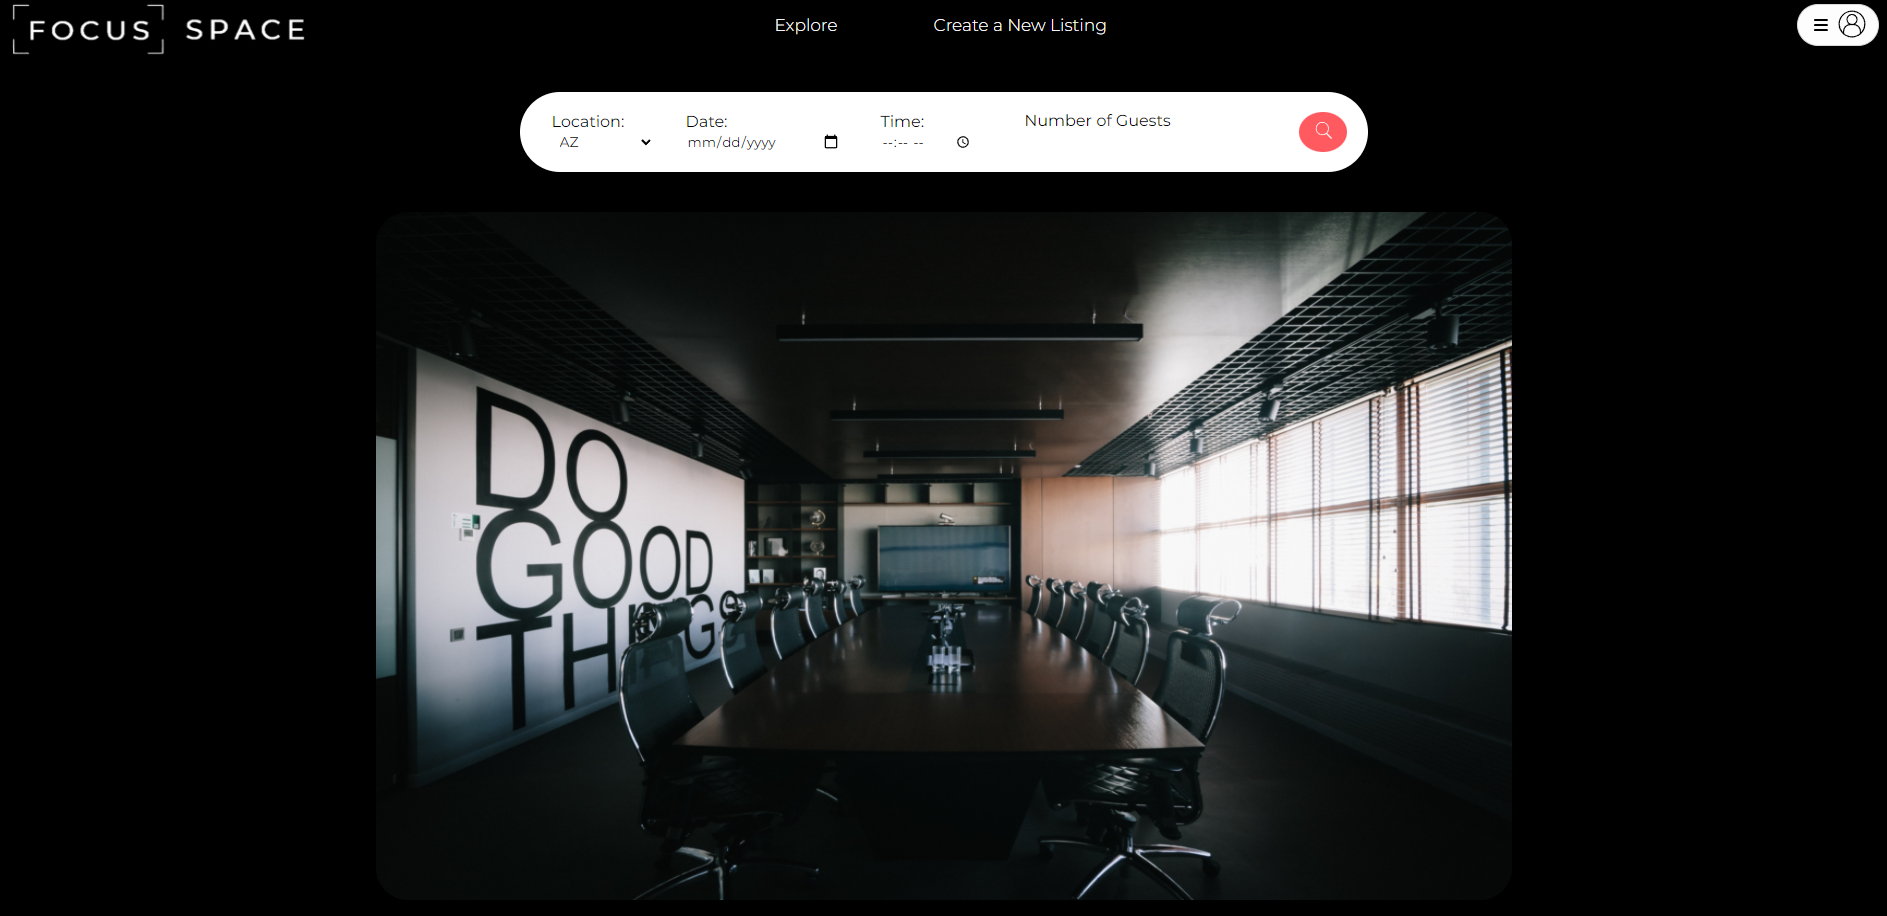 FOCUS SPACE
Explore
Create a New Listing
Location:
Date:
Time:
Number of Guests
AZ
mm/dd/yyyy
--:-- --
DO
GOOD
THINGS